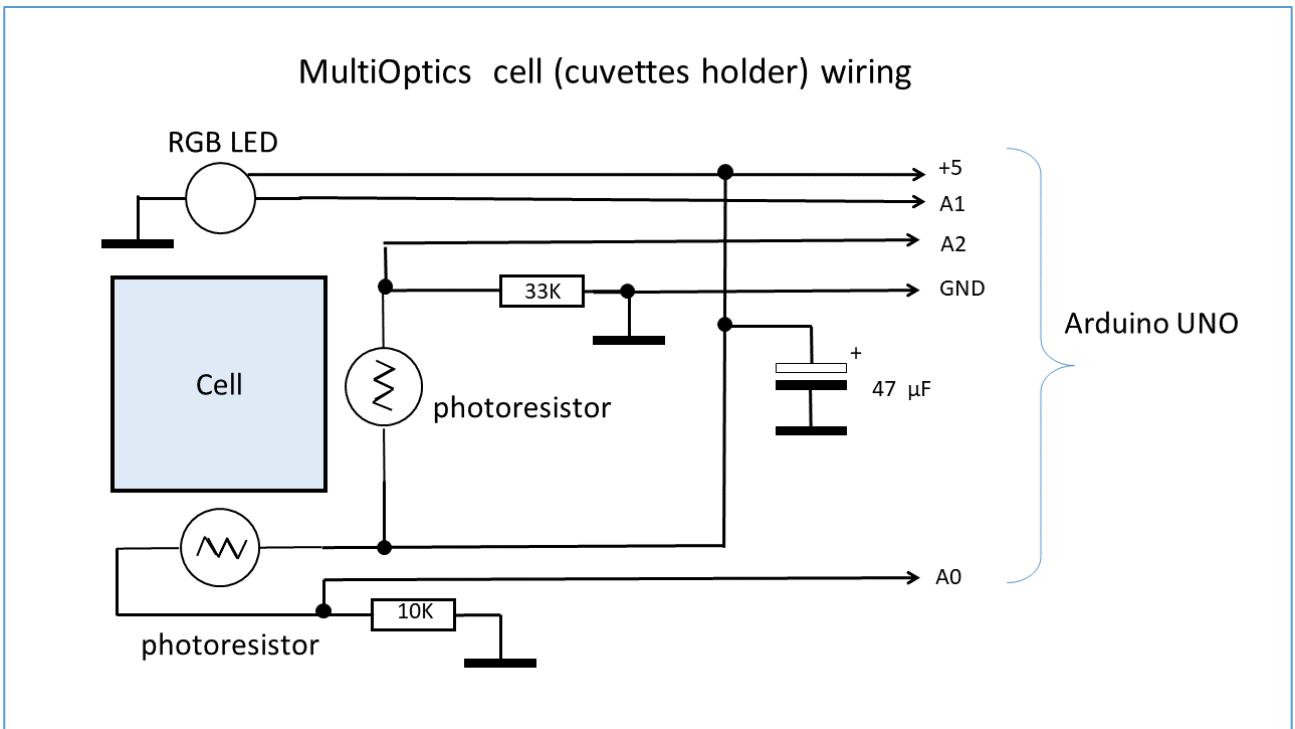 MultiOptics cell (cuvettes holder) wiring
RGB LED
+5
A1
A2
33K
GND
Arduino UNO
Cell
photoresistor
+
47 µF
A0
10K
photoresistor